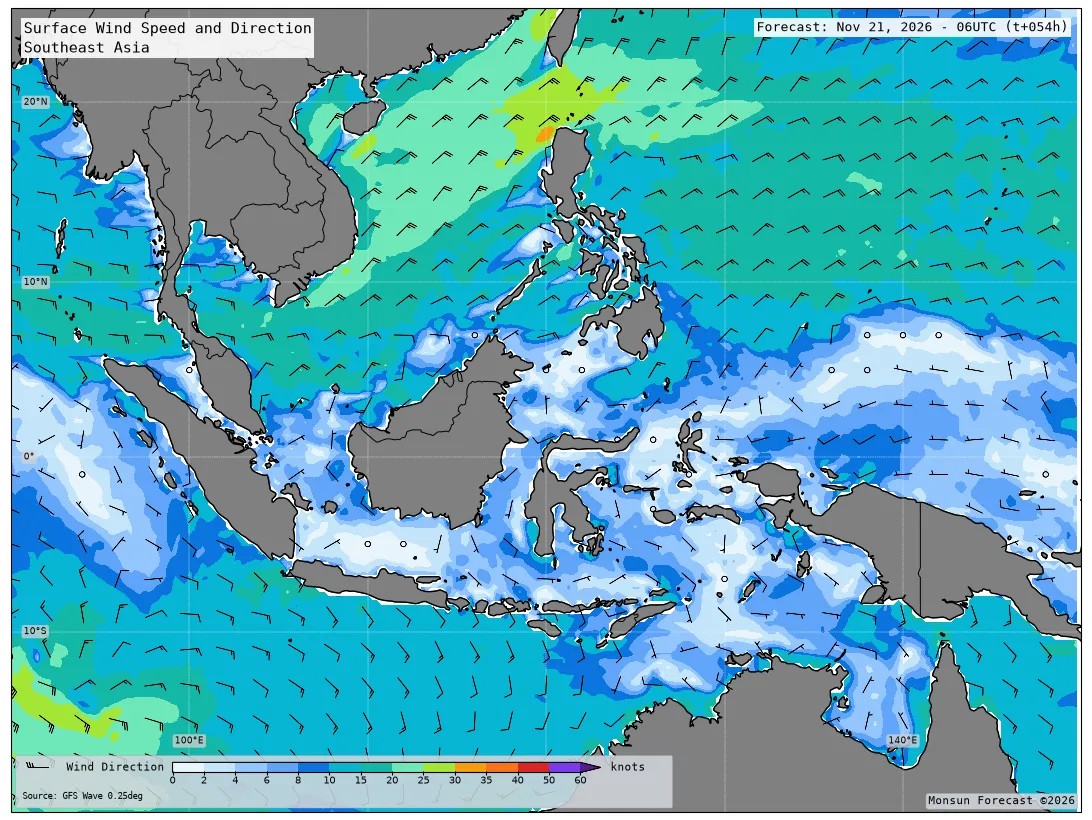 Surface Wind Speed and Direction
Southeast Asia
Forecast: Nov 21, 2026 - 06UTC (t+054h)
20°N
10°N
0°
10°S
100°E
140°E
Wind Direction
knots
0 2 4 6 8 10 15 20 25 30 35 40 50 60
Source: GFS Wave 0.25deg
Monsun Forecast ©2026